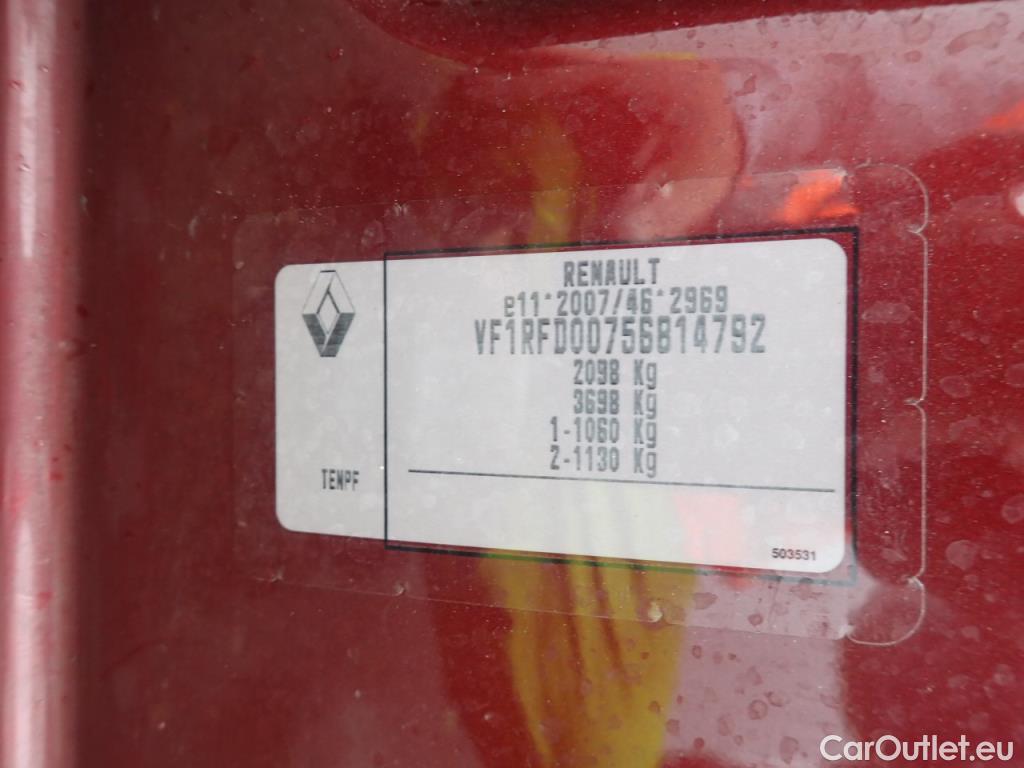 RENAULT
e11*2007/46*2969
VF1RFD00756814792
2098 Kg
3698 Kg
1-1060 Kg
2-1130 Kg
TENPF
503531
CarOutlet.eu